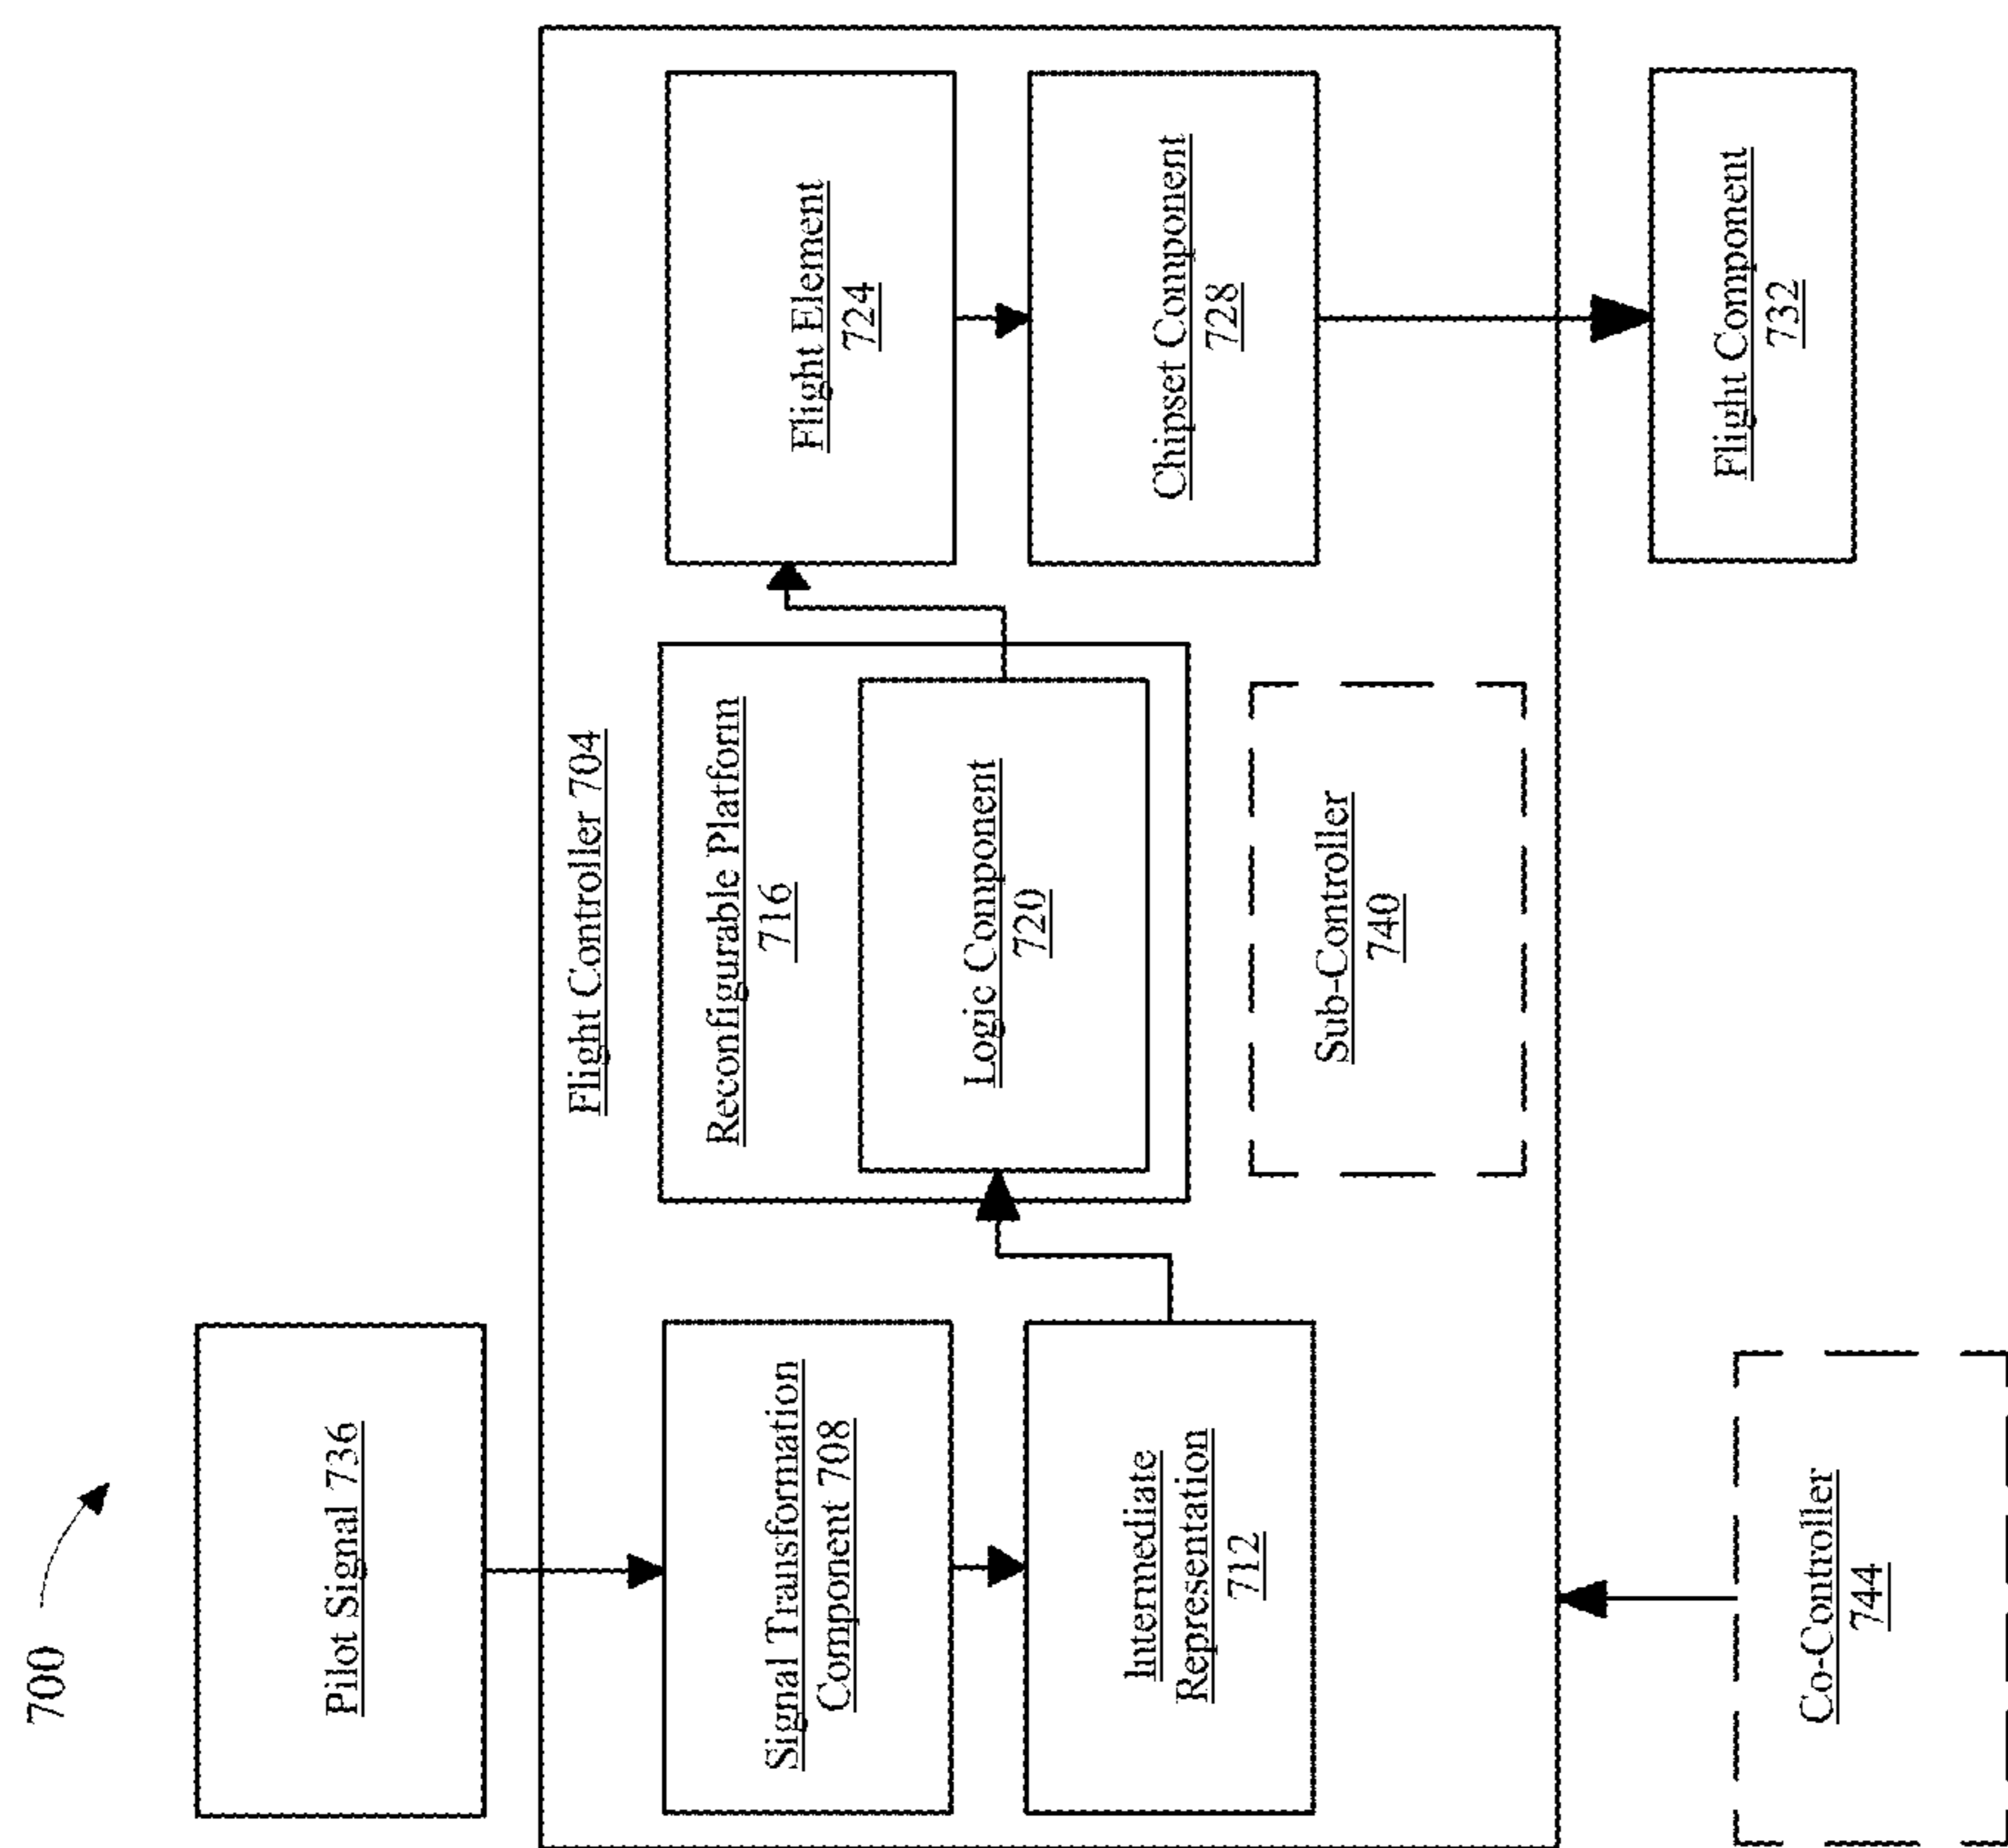 700
Pilot Signal 736
Flight Controller 704
Signal Transformation
Component 708
Intermediate
Representation
712
Reconfigurable Platform
716
Logic Component
720
Sub-Controller
740
Flight Element
724
Chipset Component
728
Flight Component
732
Co-Controller
744